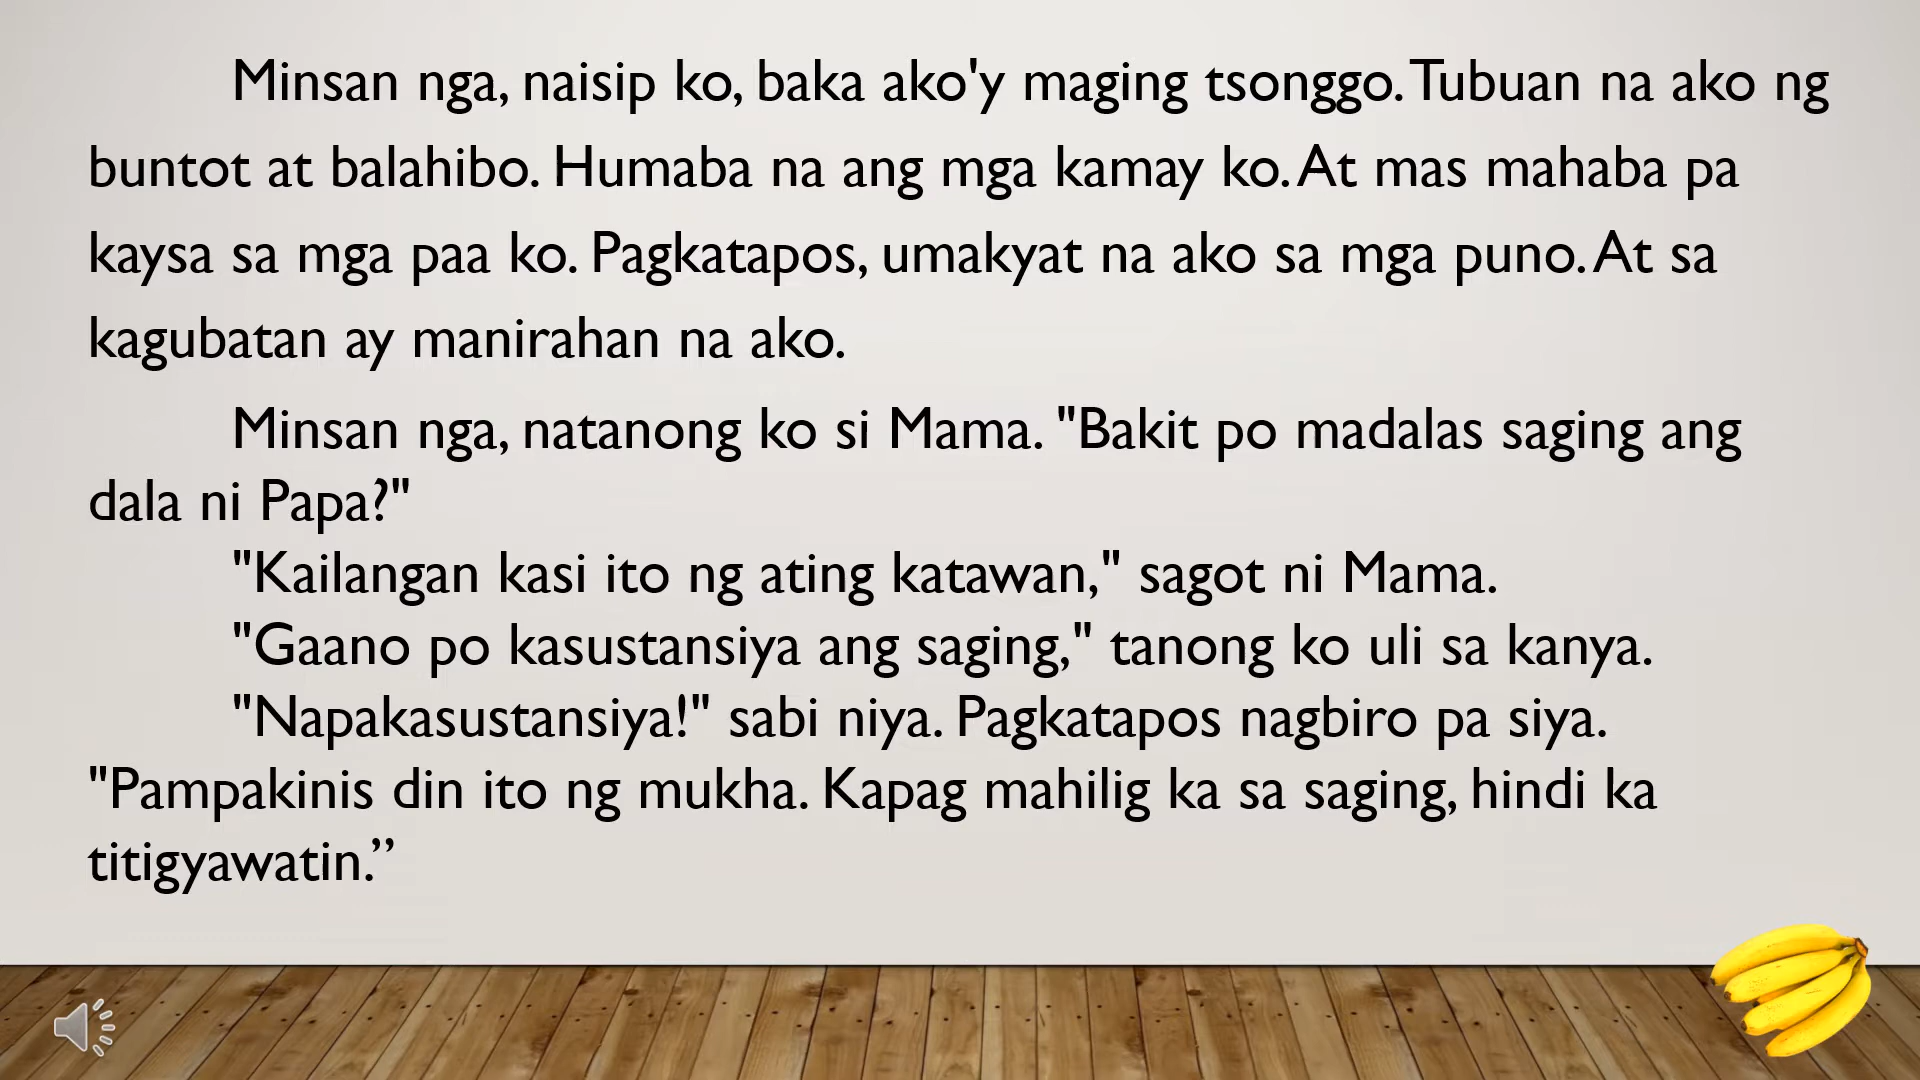 Minsan nga, naisip ko, baka ako'y maging tsonggo. Tubuan na ako ng
buntot at balahibo. Humaba na ang mga kamay ko. At mas mahaba pa
kaysa sa mga paa ko. Pagkatapos, umakyat na ako sa mga puno. At sa
kagubatan ay manirahan na ako.
Minsan nga, natanong ko si Mama. "Bakit po madalas saging ang
dala ni Papa?"
"Kailangan kasi ito ng ating katawan," sagot ni Mama.
"Gaano po kasustansiya ang saging," tanong ko uli sa kanya.
"Napakasustansiya!" sabi niya. Pagkatapos nagbiro pa siya.
"Pampakinis din ito ng mukha. Kapag mahilig ka sa saging, hindi ka
titigyawatin.”